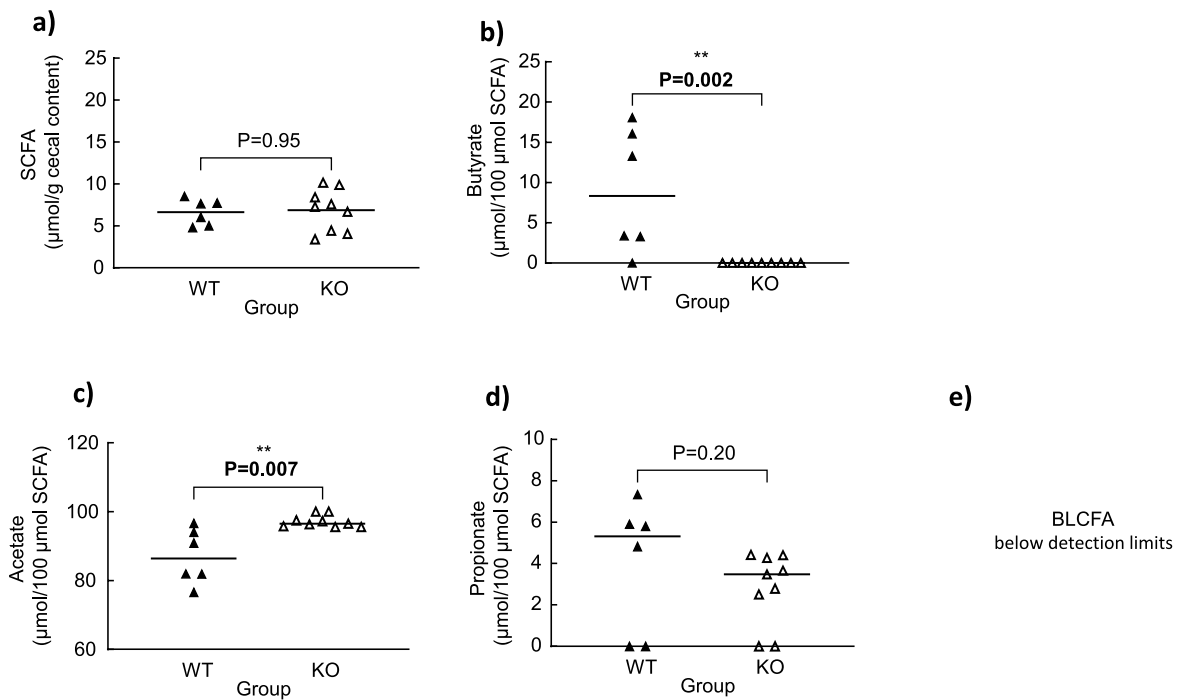 a)
SCFA
(µmol/g cecal content)
25
20
15
10
5
0
P=0.95
WT
KO
Group
b)
Butyrate
(µmol/100 µmol SCFA)
25
20
15
10
5
0
**
P=0.002
WT
KO
Group
c)
Acetate
(µmol/100 µmol SCFA)
120
100
80
60
**
P=0.007
WT
KO
Group
d)
Propionate
(µmol/100 µmol SCFA)
10
8
6
4
2
0
P=0.20
WT
KO
Group
e)
BLCFA
below detection limits